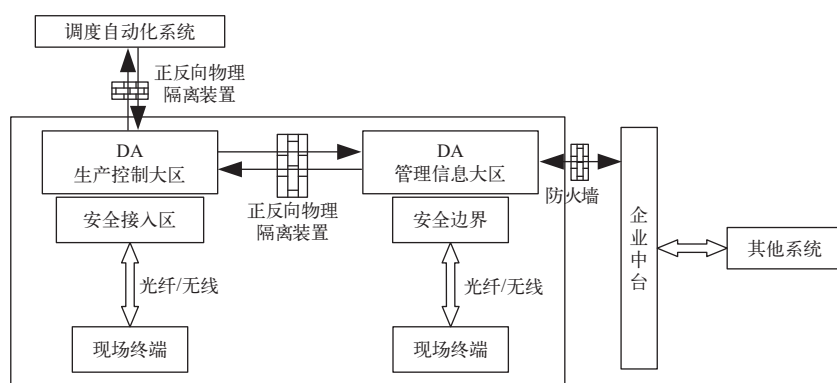 调度自动化系统
正反向物理
隔离装置
DA
生产控制大区
DA
管理信息大区
正反向物理
隔离装置
防火墙
安全接入区
安全边界
企业中台
其他系统
光纤/无线
光纤/无线
现场终端
现场终端